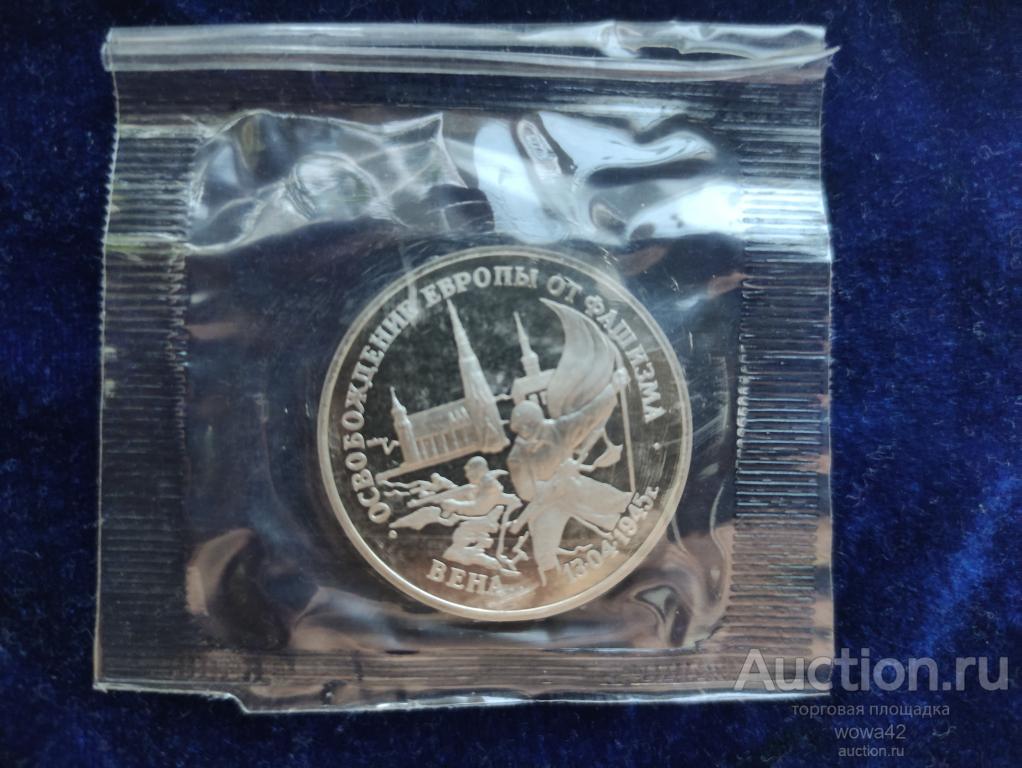 • ОСВОБОЖДЕНИЕ ЕВРОПЫ ОТ ФАШИЗМА •
ВЕНА
13•04•1945г.
Auction.ru
торговая площадка
wowa42
auction.ru